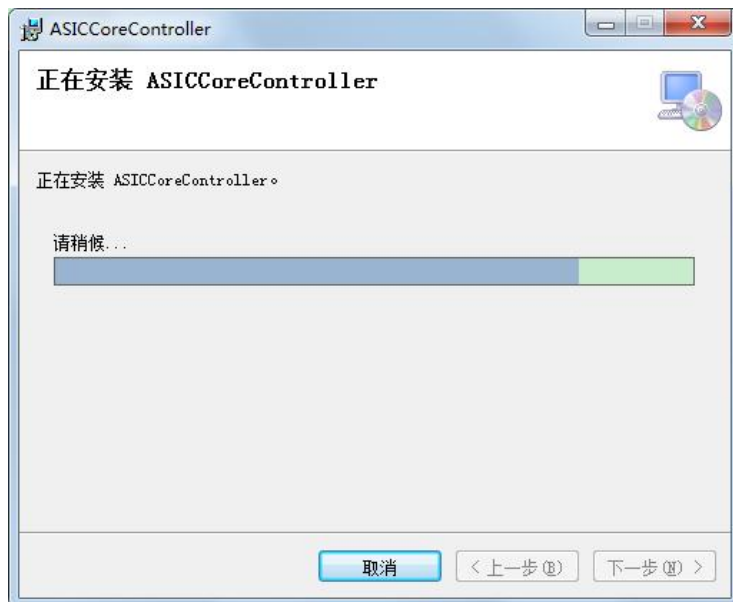 ASICCoreController
正在安装 ASICCoreController
正在安装 ASICCoreController。
请稍候...
取消
< 上一步(B)
下一步(N) >